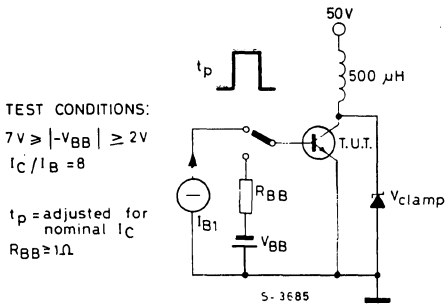 50V
tp
500 µH
TEST CONDITIONS:
7V ≥ |-VBB| ≥ 2V
IC/IB = 8
T.U.T.
RBB
Vclamp
tp = adjusted for
nominal IC
RBB ≥ 1Ω
IB1
VBB
S-3685